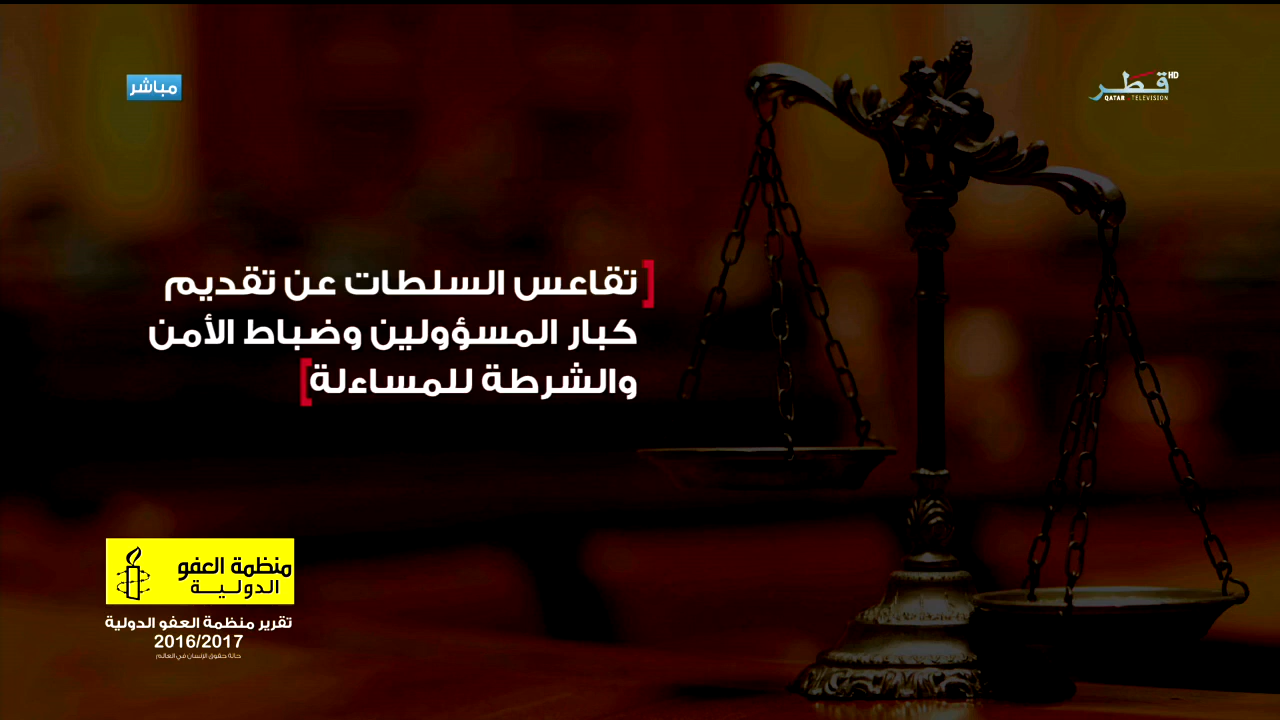 مباشر
قطر HD
QATAR TELEVISION
[تقاعس السلطات عن تقديم
كبار المسؤولين وضباط الأمن
والشرطة للمساءلة]
منظمة العفو
الدولية
تقرير منظمة العفو الدولية
2016/2017
حالة حقوق الإنسان في العالم